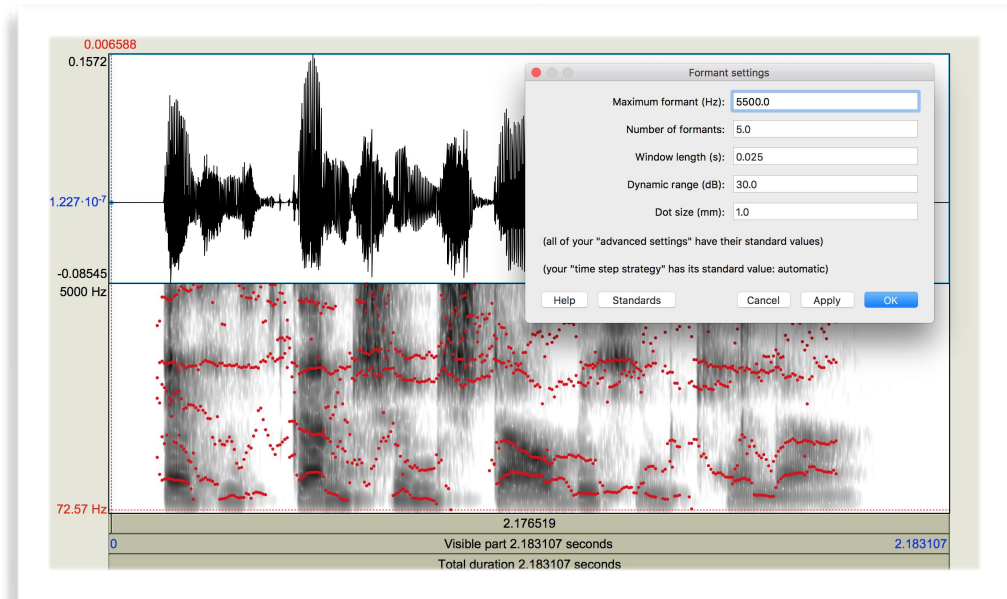 0.006588
0.1572
1.227·10-7
-0.08545
5000 Hz
72.57 Hz
Formant settings
Maximum formant (Hz): 5500.0
Number of formants: 5.0
Window length (s): 0.025
Dynamic range (dB): 30.0
Dot size (mm): 1.0
(all of your "advanced settings" have their standard values)
(your "time step strategy" has its standard value: automatic)
Help Standards Cancel Apply OK
2.176519
0 Visible part 2.183107 seconds 2.183107
Total duration 2.183107 seconds